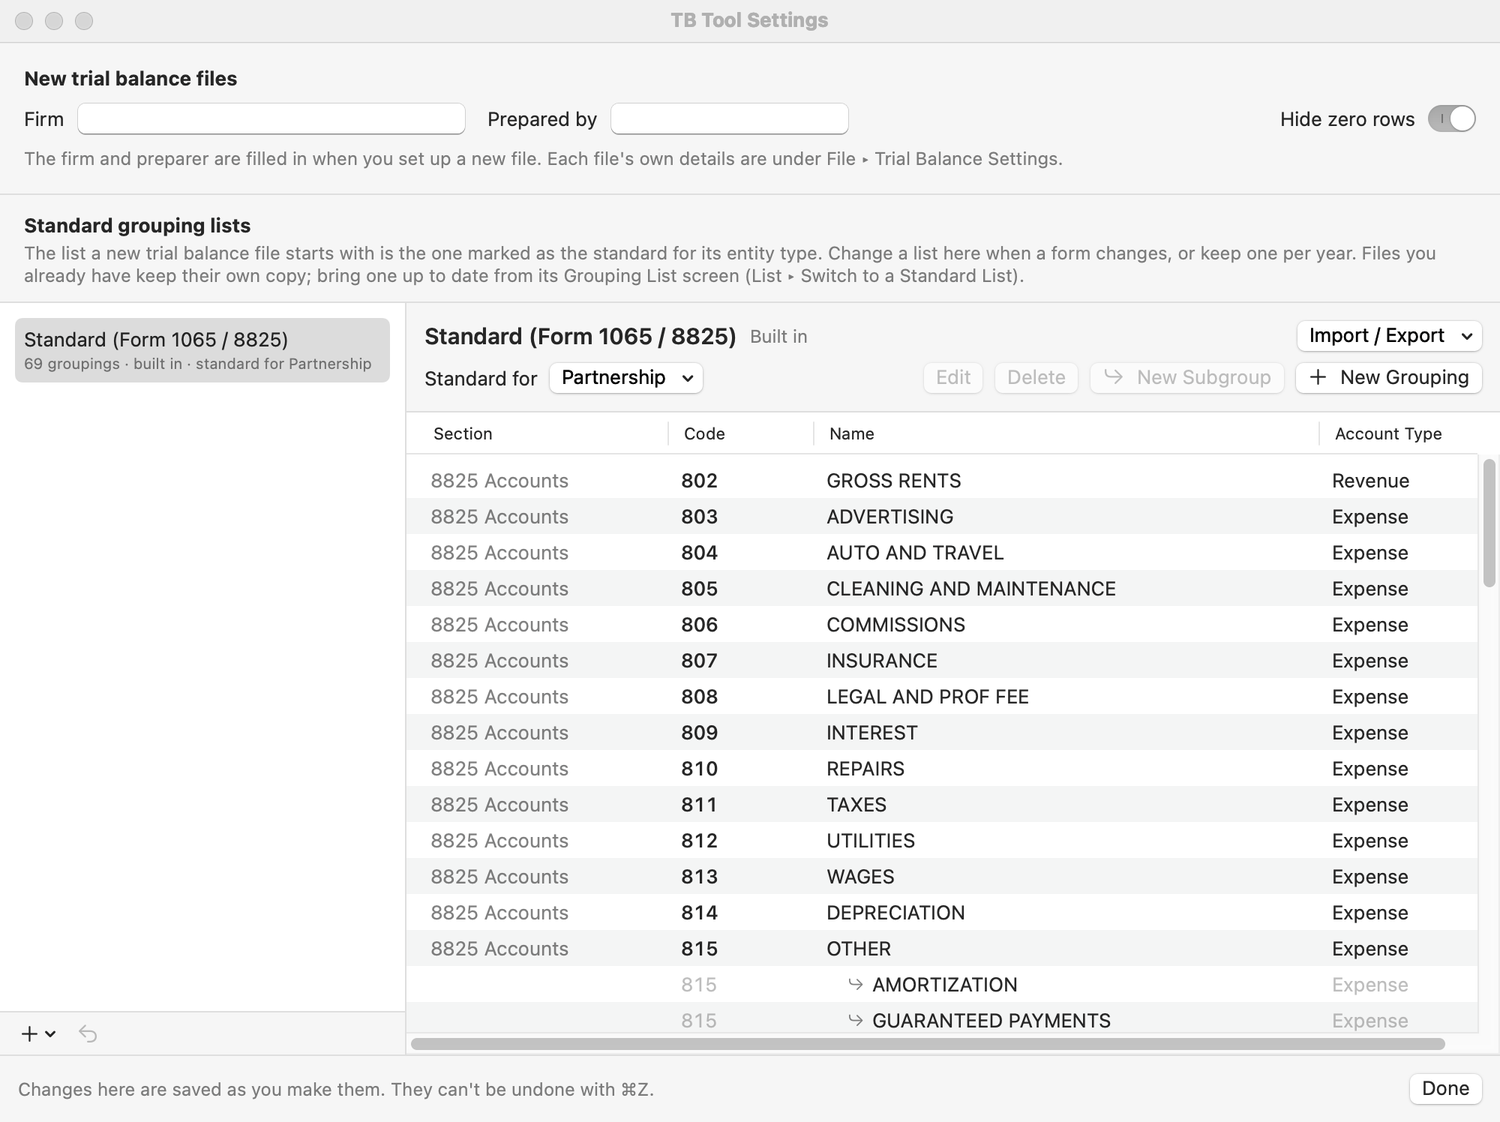 TB Tool Settings
New trial balance files
Firm
Prepared by
Hide zero rows
The firm and preparer are filled in when you set up a new file. Each file's own details are under File ▸ Trial Balance Settings.
Standard grouping lists
The list a new trial balance file starts with is the one marked as the standard for its entity type. Change a list here when a form changes, or keep one per year. Files you
already have keep their own copy; bring one up to date from its Grouping List screen (List ▸ Switch to a Standard List).
Standard (Form 1065 / 8825)
69 groupings · built in · standard for Partnership
Standard (Form 1065 / 8825) Built in
Import / Export
Standard for Partnership
Edit Delete New Subgroup New Grouping
Section Code Name Account Type
8825 Accounts 802 GROSS RENTS Revenue
8825 Accounts 803 ADVERTISING Expense
8825 Accounts 804 AUTO AND TRAVEL Expense
8825 Accounts 805 CLEANING AND MAINTENANCE Expense
8825 Accounts 806 COMMISSIONS Expense
8825 Accounts 807 INSURANCE Expense
8825 Accounts 808 LEGAL AND PROF FEE Expense
8825 Accounts 809 INTEREST Expense
8825 Accounts 810 REPAIRS Expense
8825 Accounts 811 TAXES Expense
8825 Accounts 812 UTILITIES Expense
8825 Accounts 813 WAGES Expense
8825 Accounts 814 DEPRECIATION Expense
8825 Accounts 815 OTHER Expense
815 AMORTIZATION Expense
815 GUARANTEED PAYMENTS Expense
Changes here are saved as you make them. They can't be undone with ⌘Z.
Done